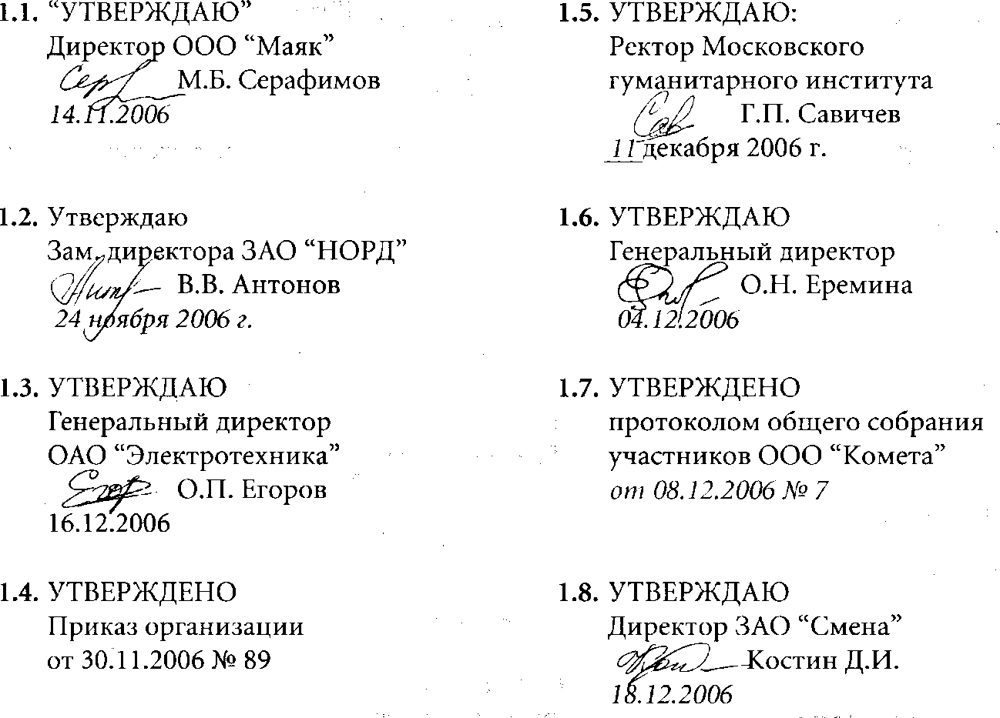 1.1. “УТВЕРЖДАЮ”
Директор ООО “Маяк”
Сер М.Б. Серафимов
14.11.2006
1.2. Утверждаю
Зам. директора ЗАО “НОРД”
В.В. Антонов
24 ноября 2006 г.
1.3. УТВЕРЖДАЮ
Генеральный директор
ОАО “Электротехника”
Егор О.П. Егоров
16.12.2006
1.4. УТВЕРЖДЕНО
Приказ организации
от 30.11.2006 № 89
1.5. УТВЕРЖДАЮ:
Ректор Московского
гуманитарного института
Сав Г.П. Савичев
11 декабря 2006 г.
1.6. УТВЕРЖДАЮ
Генеральный директор
О.Н. Еремина
04.12.2006
1.7. УТВЕРЖДЕНО
протоколом общего собрания
участников ООО “Комета”
от 08.12.2006 № 7
1.8. УТВЕРЖДАЮ
Директор ЗАО “Смена”
Костин Д.И.
18.12.2006